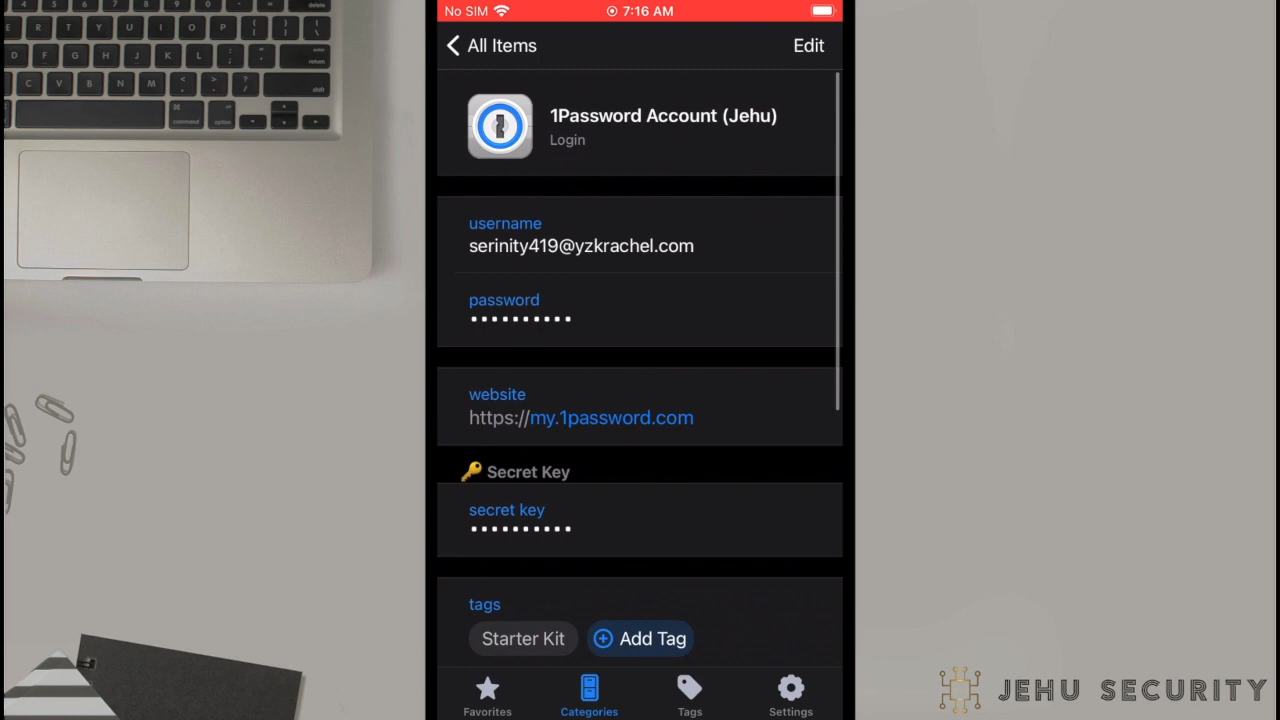 No SIM 7:16 AM
All Items Edit
1Password Account (Jehu)
Login
username
serinity419@yzkrachel.com
password
••••••••••
website
https://my.1password.com
🔑 Secret Key
secret key
••••••••••
tags
Starter Kit Add Tag
Favorites Categories Tags Settings
JEHU SECURITY